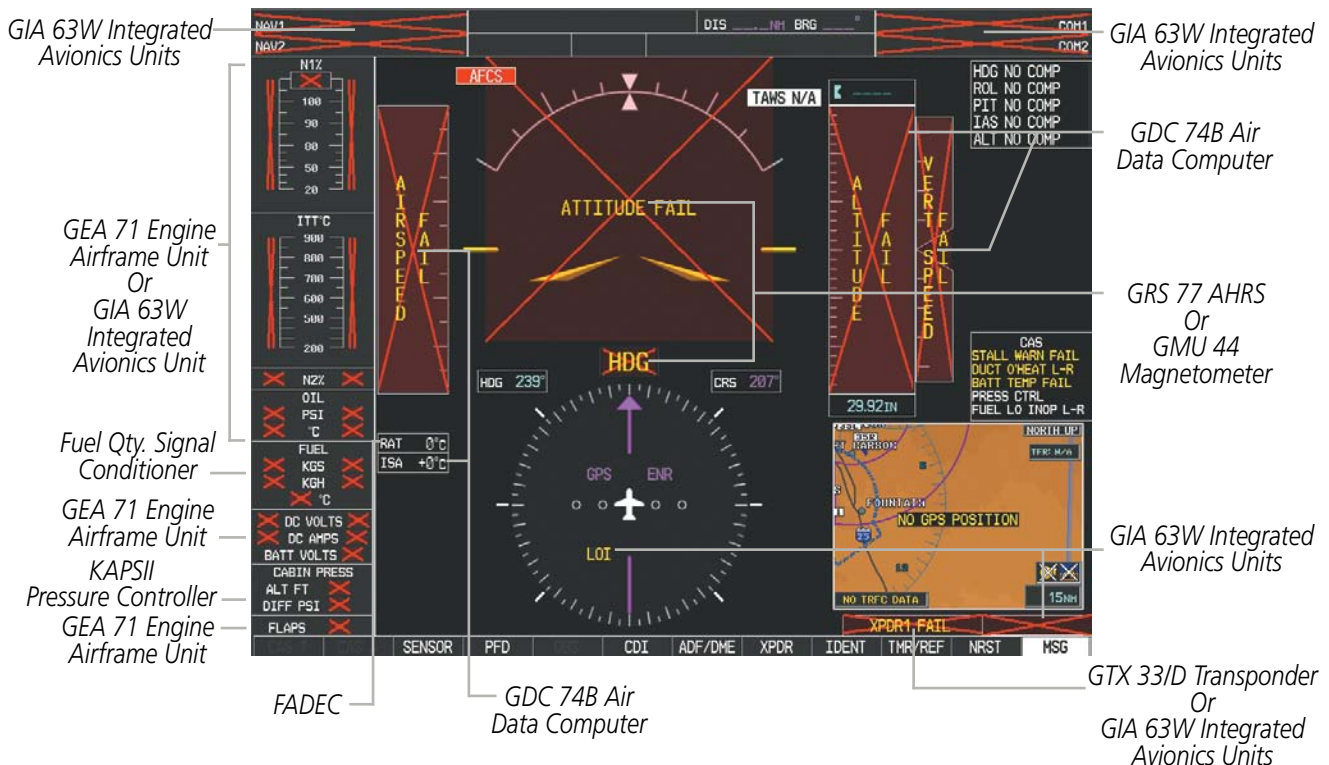 GIA 63W Integrated
Avionics Units
GEA 71 Engine
Airframe Unit
Or
GIA 63W
Integrated
Avionics Unit
Fuel Qty. Signal
Conditioner
GEA 71 Engine
Airframe Unit
KAPSII
Pressure Controller
GEA 71 Engine
Airframe Unit
FADEC
GDC 74B Air
Data Computer
NAV1
NAV2
DIS __._NM BRG ___°
COM1
COM2
N1%
100
90
80
50
20
ITT°C
900
800
700
600
500
200
N2%
OIL
PSI
°C
FUEL
KGS
KGH
°C
DC VOLTS
DC AMPS
BATT VOLTS
CABIN PRESS
ALT FT
DIFF PSI
FLAPS
AFCS
TAWS N/A
AIRSPEED
FAIL
ATTITUDE FAIL
ALTITUDE
FAIL
VERT SPEED
FAIL
----
HDG NO COMP
ROL NO COMP
PIT NO COMP
IAS NO COMP
ALT NO COMP
HDG
HDG 239°
CRS 207°
29.92IN
RAT 0°C
ISA +0°C
GPS ENR
LOI
CAS
STALL WARN FAIL
DUCT O'HEAT L-R
BATT TEMP FAIL
PRESS CTRL
FUEL LO INOP L-R
NORTH UP
35R
CARSON
TFR: N/A
FOUNTAIN
NO GPS POSITION
25
NO TRFC DATA
15NM
XPDR1 FAIL
SENSOR PFD CDI ADF/DME XPDR IDENT TMR/REF NRST MSG
GIA 63W Integrated
Avionics Units
GDC 74B Air
Data Computer
GRS 77 AHRS
Or
GMU 44
Magnetometer
GIA 63W Integrated
Avionics Units
GTX 33/D Transponder
Or
GIA 63W Integrated
Avionics Units